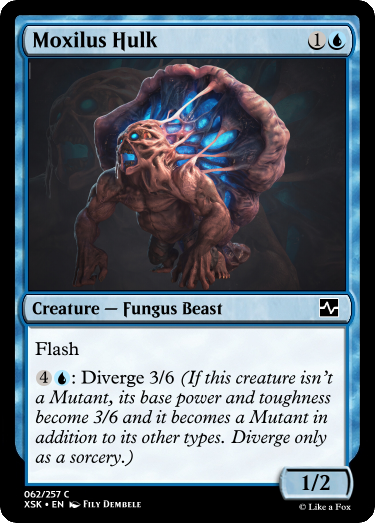 Moxilus Hulk 1
Creature — Fungus Beast
Flash
4 : Diverge 3/6 (If this creature isn't
a Mutant, its base power and toughness
become 3/6 and it becomes a Mutant in
addition to its other types. Diverge only
as a sorcery.)
1/2
062/257 C
XSK • EN Fily Dembele
© Like a Fox